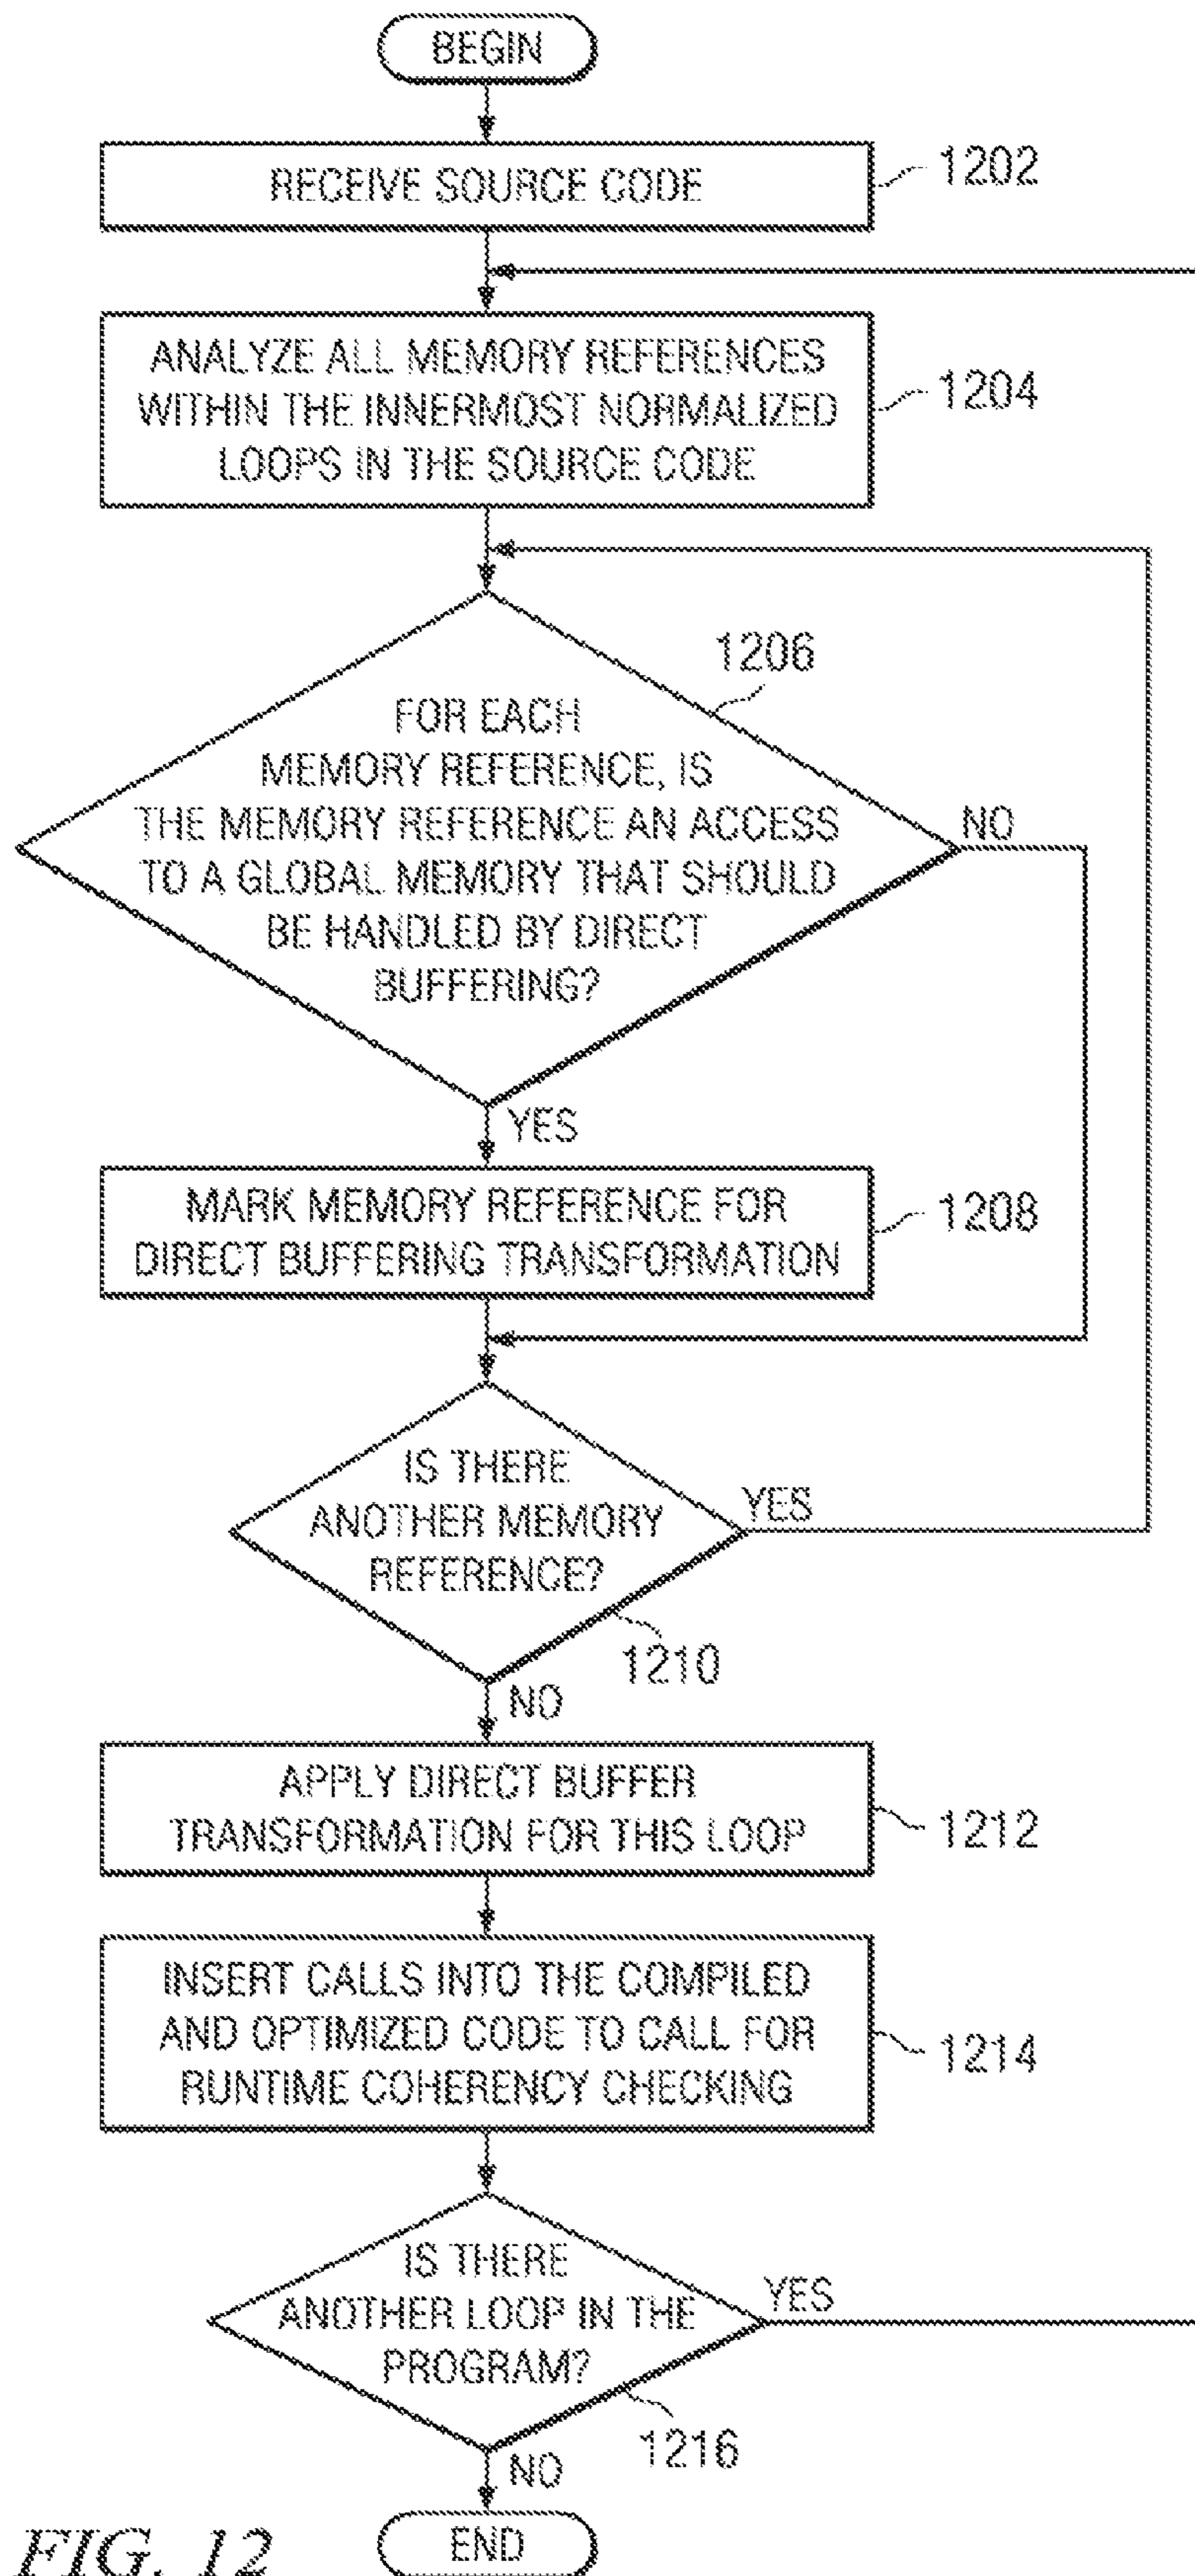 BEGIN
RECEIVE SOURCE CODE
1202
ANALYZE ALL MEMORY REFERENCES
WITHIN THE INNERMOST NORMALIZED
LOOPS IN THE SOURCE CODE
1204
1206
FOR EACH
MEMORY REFERENCE, IS
THE MEMORY REFERENCE AN ACCESS
TO A GLOBAL MEMORY THAT SHOULD
BE HANDLED BY DIRECT
BUFFERING?
NO
YES
MARK MEMORY REFERENCE FOR
DIRECT BUFFERING TRANSFORMATION
1208
IS THERE
ANOTHER MEMORY
REFERENCE?
YES
1210
NO
APPLY DIRECT BUFFER
TRANSFORMATION FOR THIS LOOP
1212
INSERT CALLS INTO THE COMPILED
AND OPTIMIZED CODE TO CALL FOR
RUNTIME COHERENCY CHECKING
1214
IS THERE
ANOTHER LOOP IN THE
PROGRAM?
YES
1216
NO
END
FIG. 12